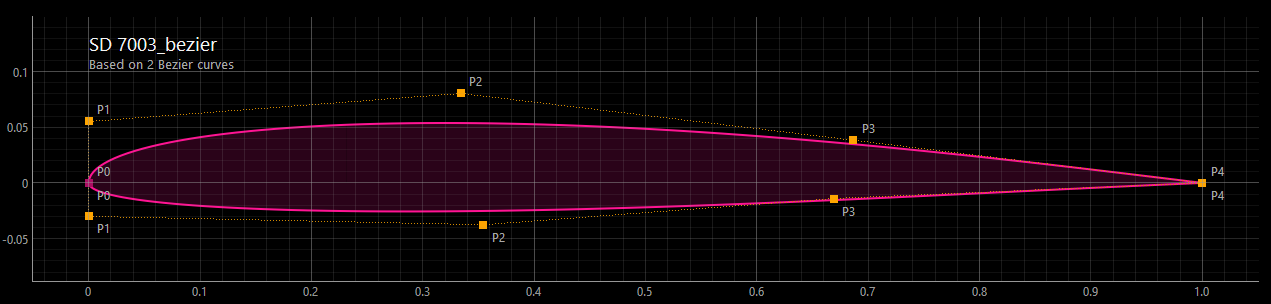 SD 7003_bezier
Based on 2 Bezier curves
0.1
P2
P1
P3
0.05
P0
P4
0
P0
P4
P3
P1
P2
-0.05
0 0.1 0.2 0.3 0.4 0.5 0.6 0.7 0.8 0.9 1.0